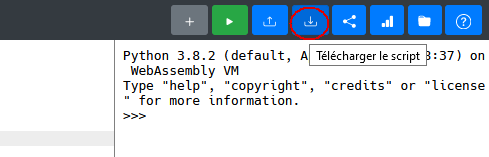 Python 3.8.2 (default, A 3:37) on
WebAssembly VM
Télécharger le script
Type "help", "copyright", "credits" or "license
" for more information.
>>>